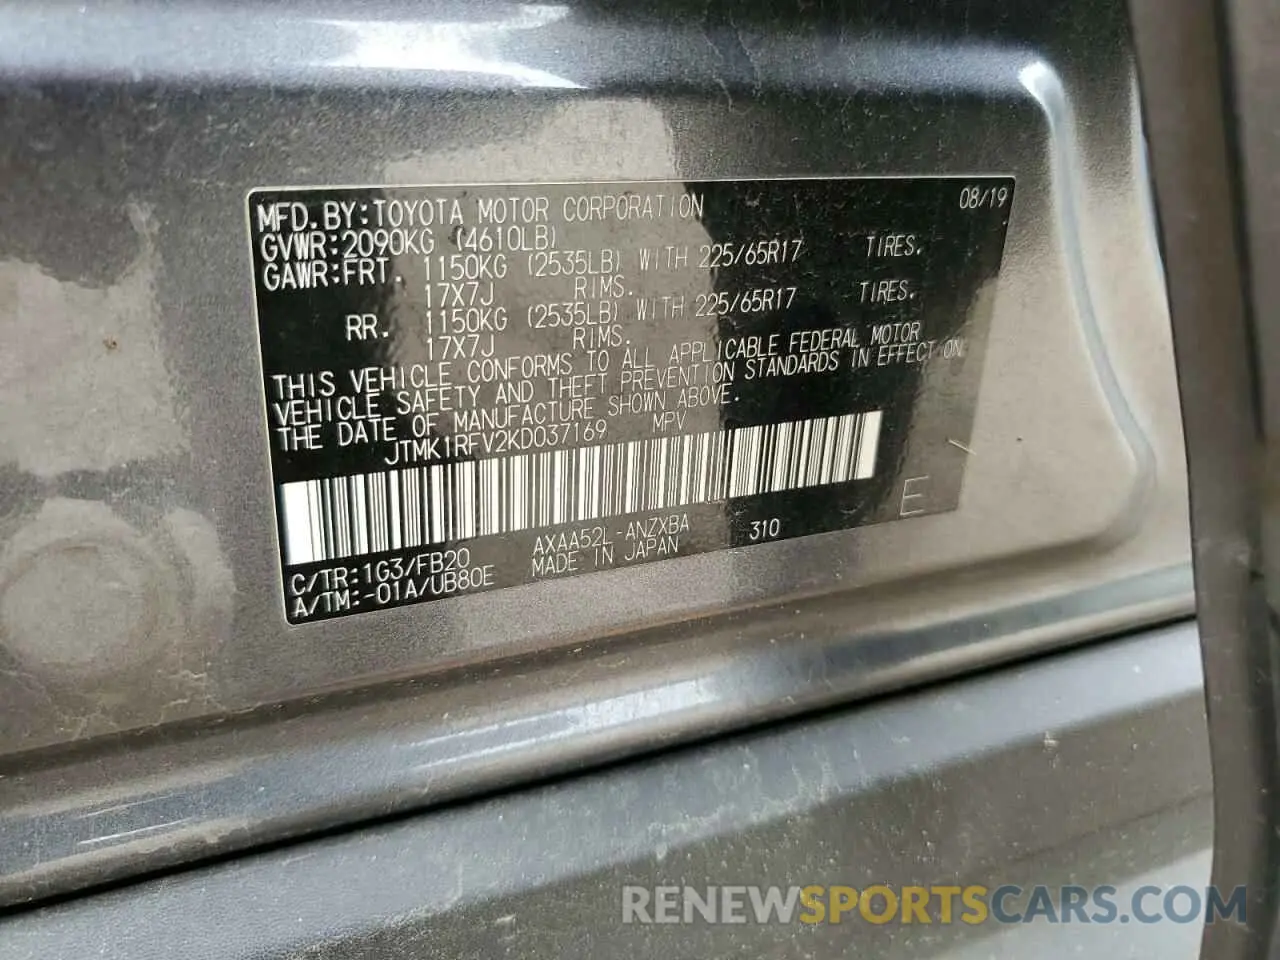 MFD.BY:TOYOTA MOTOR CORPORATION 08/19
GVWR:2090KG (4610LB)
GAWR:FRT. 1150KG (2535LB) WITH 225/65R17 TIRES.
17X7J RIMS.
RR. 1150KG (2535LB) WITH 225/65R17 TIRES.
17X7J RIMS.
THIS VEHICLE CONFORMS TO ALL APPLICABLE FEDERAL MOTOR
VEHICLE SAFETY AND THEFT PREVENTION STANDARDS IN EFFECT ON
THE DATE OF MANUFACTURE SHOWN ABOVE.
JTMK1RFV2KD037169 MPV
E
C/TR:1G3/FB20 AXAA52L-ANZXBA 310
A/TM:-01A/UB80E MADE IN JAPAN
RENEWSPORTSCARS.COM